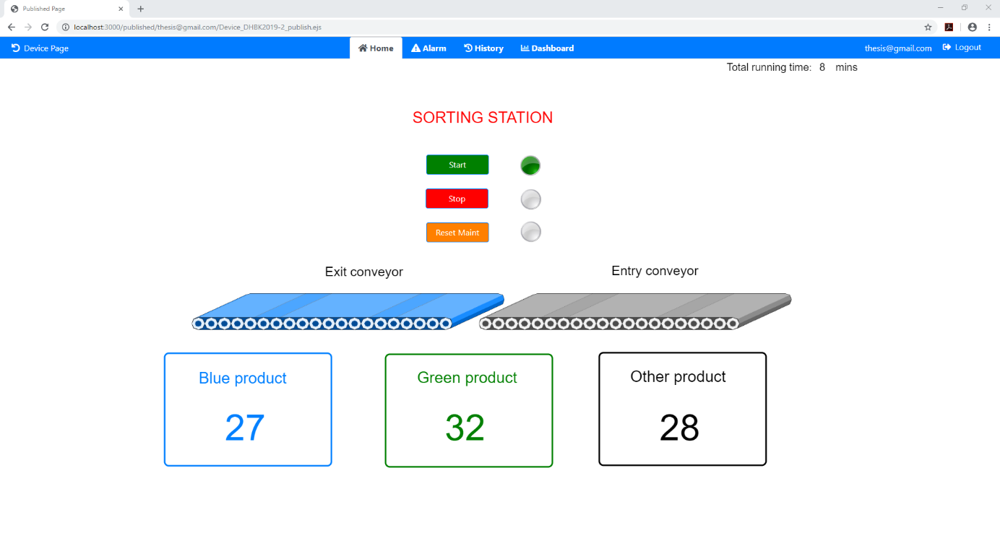 Published Page
localhost:3000/published/thesis@gmail.com/Device_DHBK2019-2_publish.ejs
Device Page Home Alarm History Dashboard thesis@gmail.com Logout
Total running time: 8 mins
SORTING STATION
Start
Stop
Reset Maint
Exit conveyor Entry conveyor
Blue product Green product Other product
27 32 28